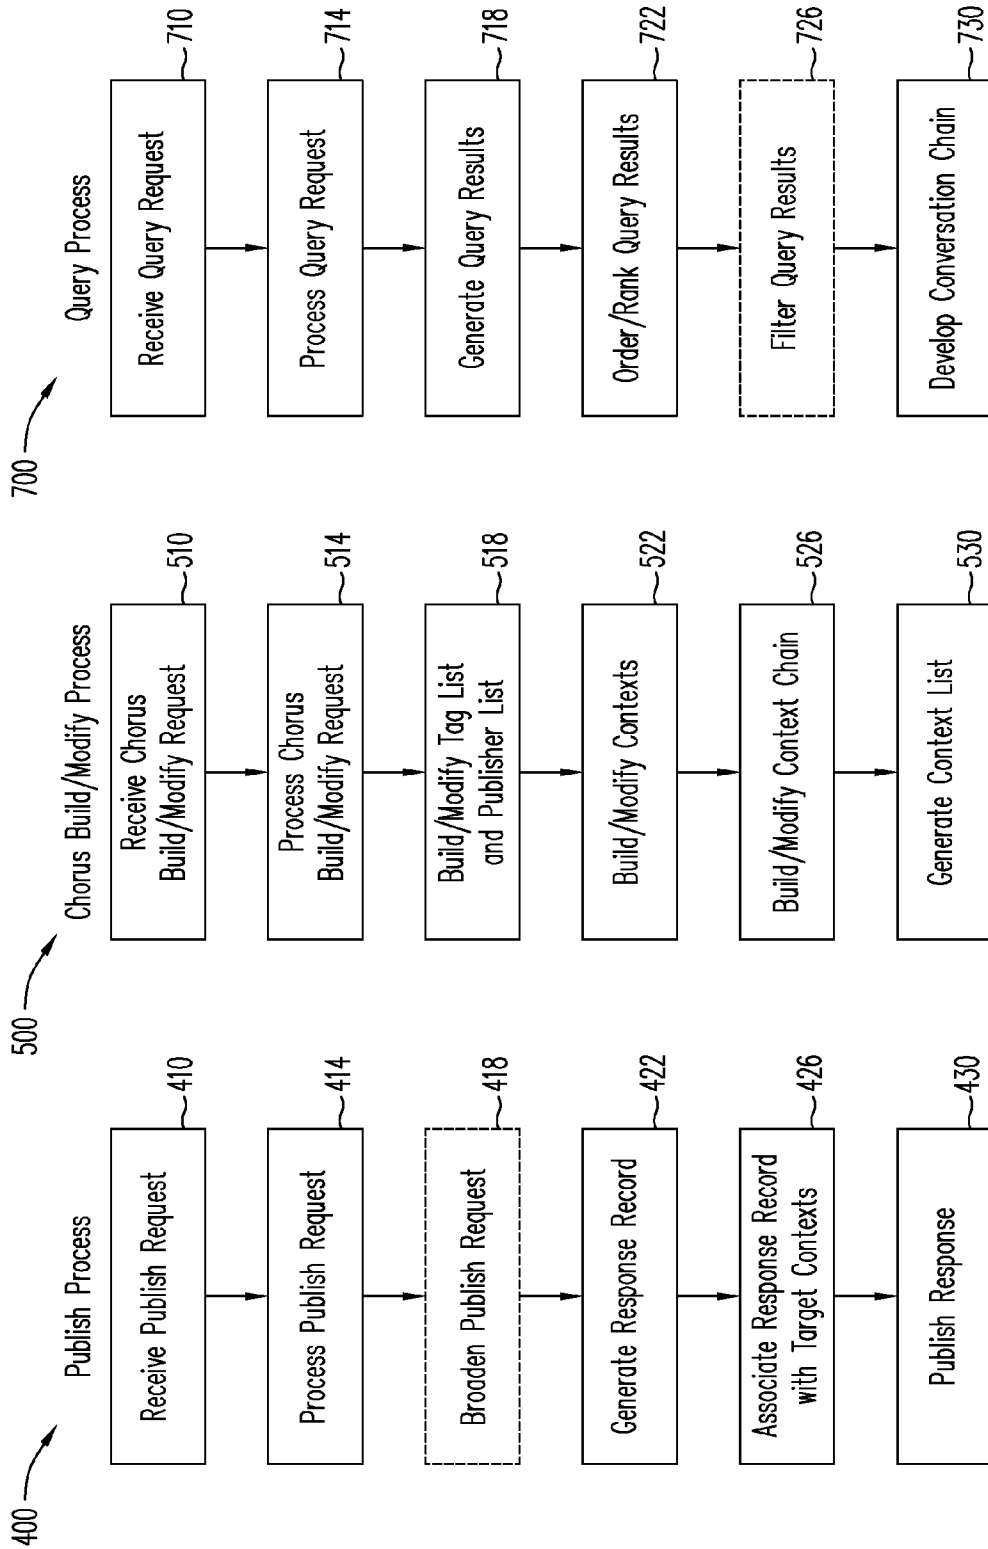 400
Publish Process
Receive Publish Request
410
Process Publish Request
414
Broaden Publish Request
418
Generate Response Record
422
Associate Response Record
with Target Contexts
426
Publish Response
430
500
Chorus Build/Modify Process
Receive Chorus
Build/Modify Request
510
Process Chorus
Build/Modify Request
514
Build/Modify Tag List
and Publisher List
518
Build/Modify Contexts
522
Build/Modify Context Chain
526
Generate Context List
530
700
Query Process
Receive Query Request
710
Process Query Request
714
Generate Query Results
718
Order/Rank Query Results
722
Filter Query Results
726
Develop Conversation Chain
730